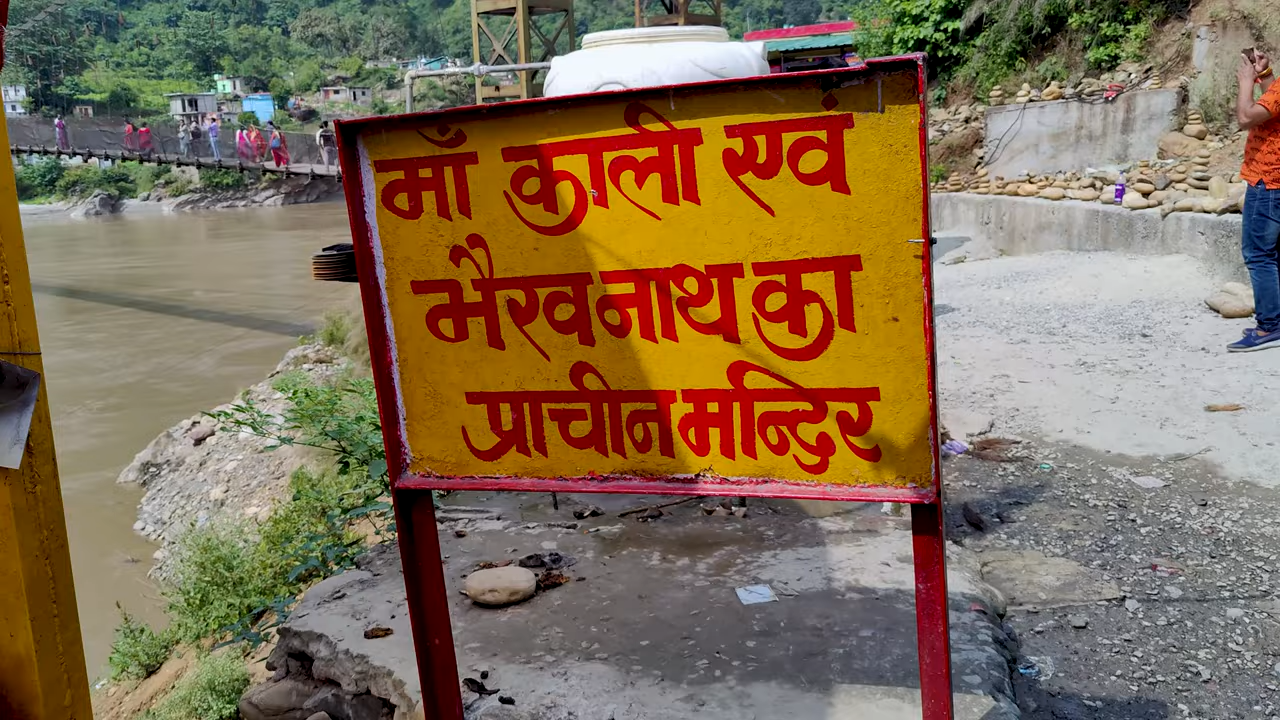 माँ काली एवं
भैरवनाथ का
प्राचीन मन्दिर